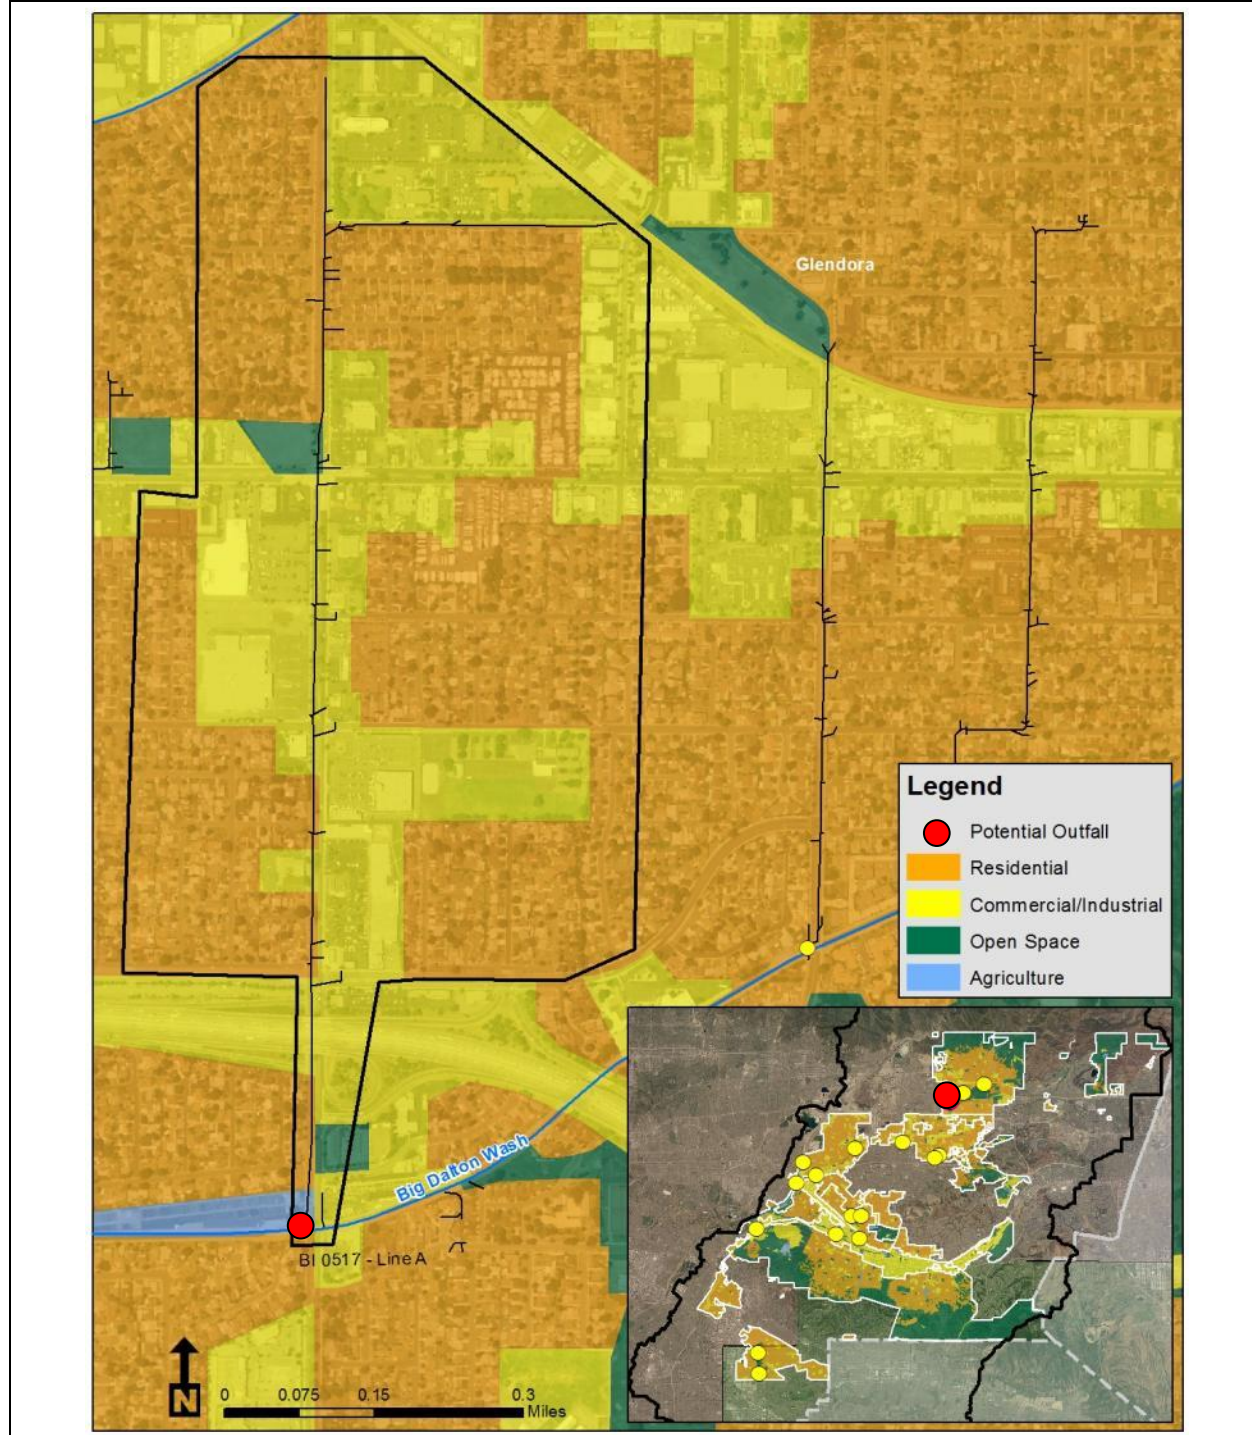 Glendora
Legend
Potential Outfall
Residential
Commercial/Industrial
Open Space
Agriculture
Big Dalton Wash
BI 0517 - Line A
N
0 0.075 0.15 0.3
Miles